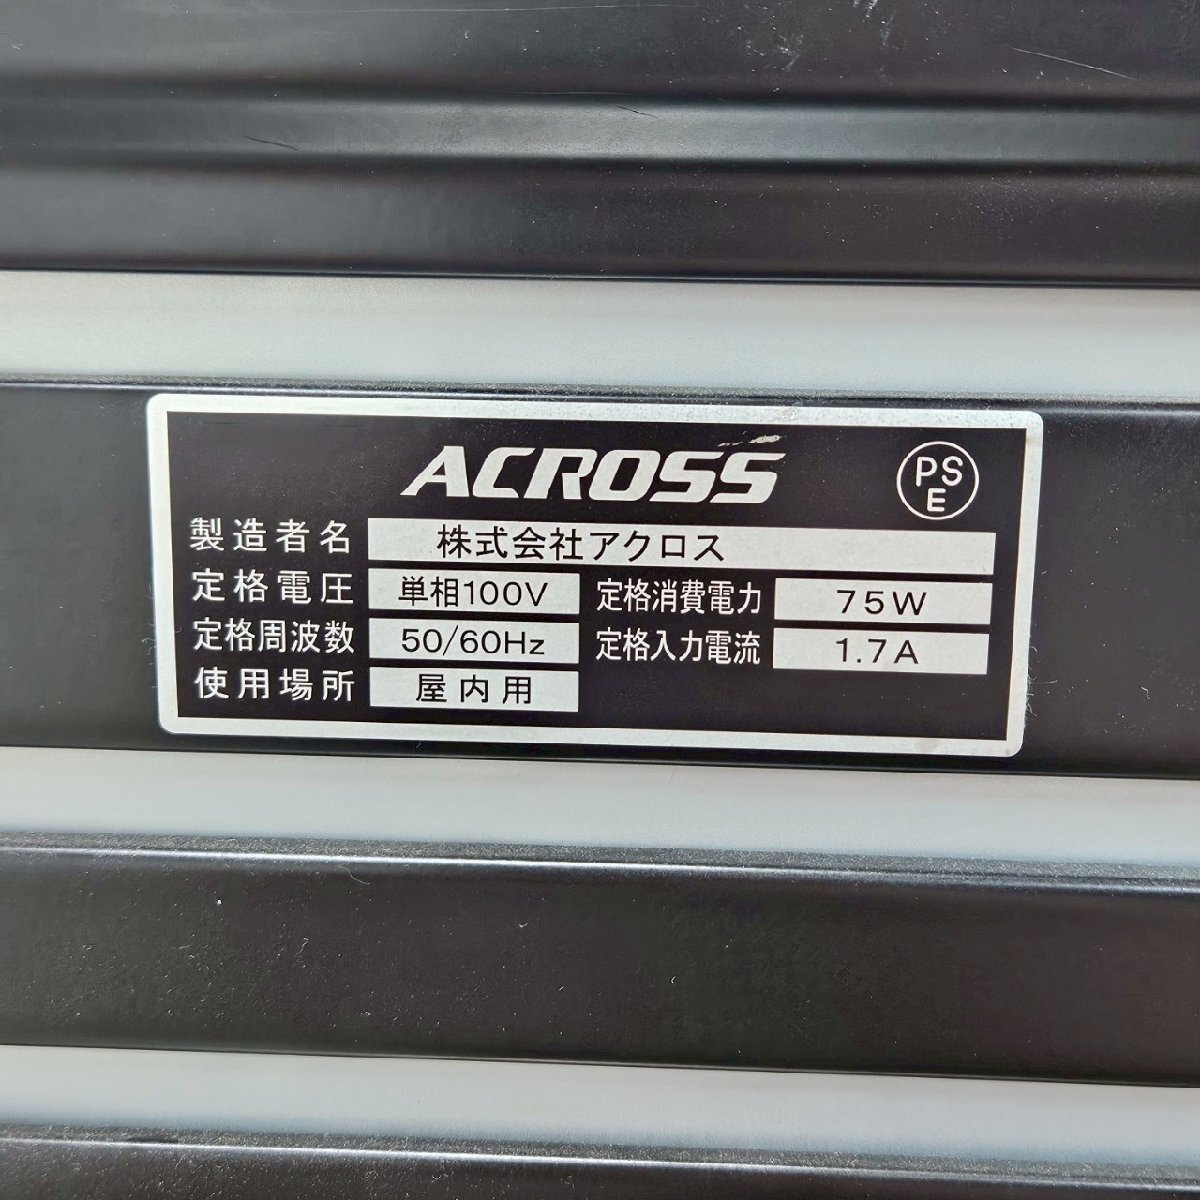 ACROSS
PS
E
製造者名 株式会社アクロス
定格電圧 単相100V 定格消費電力 75W
定格周波数 50/60Hz 定格入力電流 1.7A
使用場所 屋内用